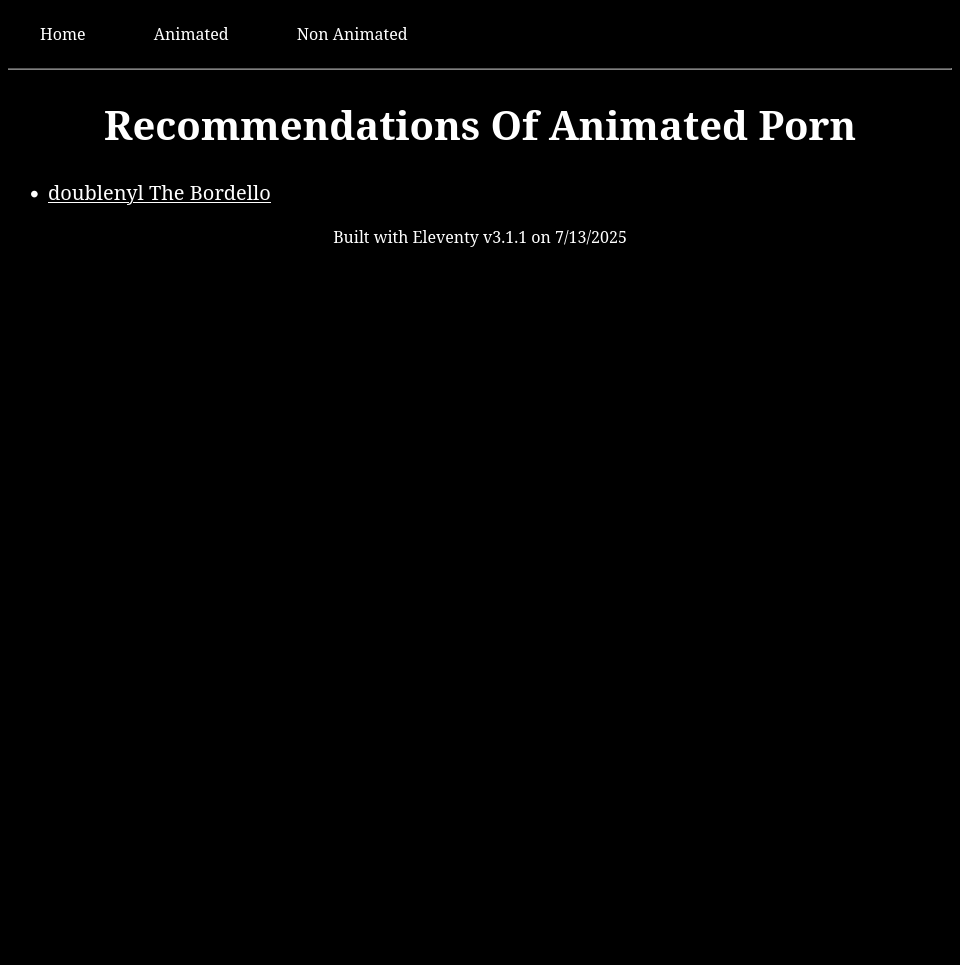 Home Animated Non Animated
Recommendations Of Animated Porn
• doublenyl The Bordello
Built with Eleventy v3.1.1 on 7/13/2025